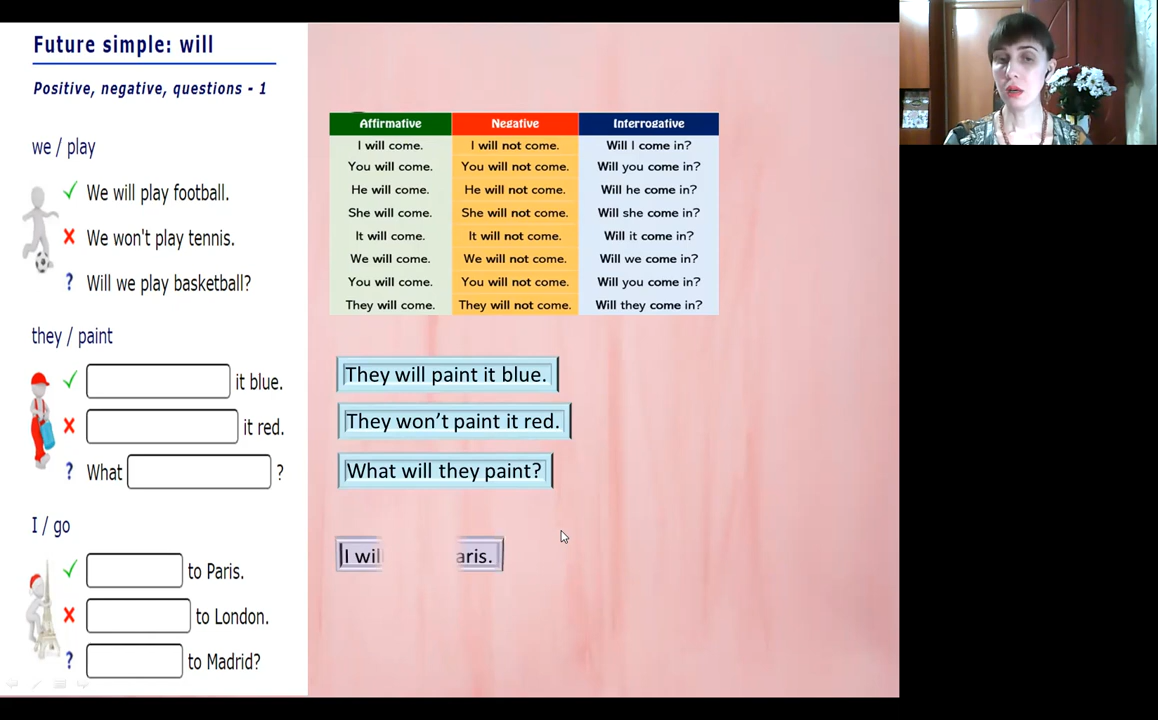 Future simple: will
Positive, negative, questions - 1
we / play
We will play football.
We won't play tennis.
? Will we play basketball?
they / paint
it blue.
it red.
? What ?
I / go
to Paris.
to London.
? to Madrid?
Affirmative Negative Interrogative
I will come. I will not come. Will I come in?
You will come. You will not come. Will you come in?
He will come. He will not come. Will he come in?
She will come. She will not come. Will she come in?
It will come. It will not come. Will it come in?
We will come. We will not come. Will we come in?
You will come. You will not come. Will you come in?
They will come. They will not come. Will they come in?
They will paint it blue.
They won’t paint it red.
What will they paint?
I wil aris.